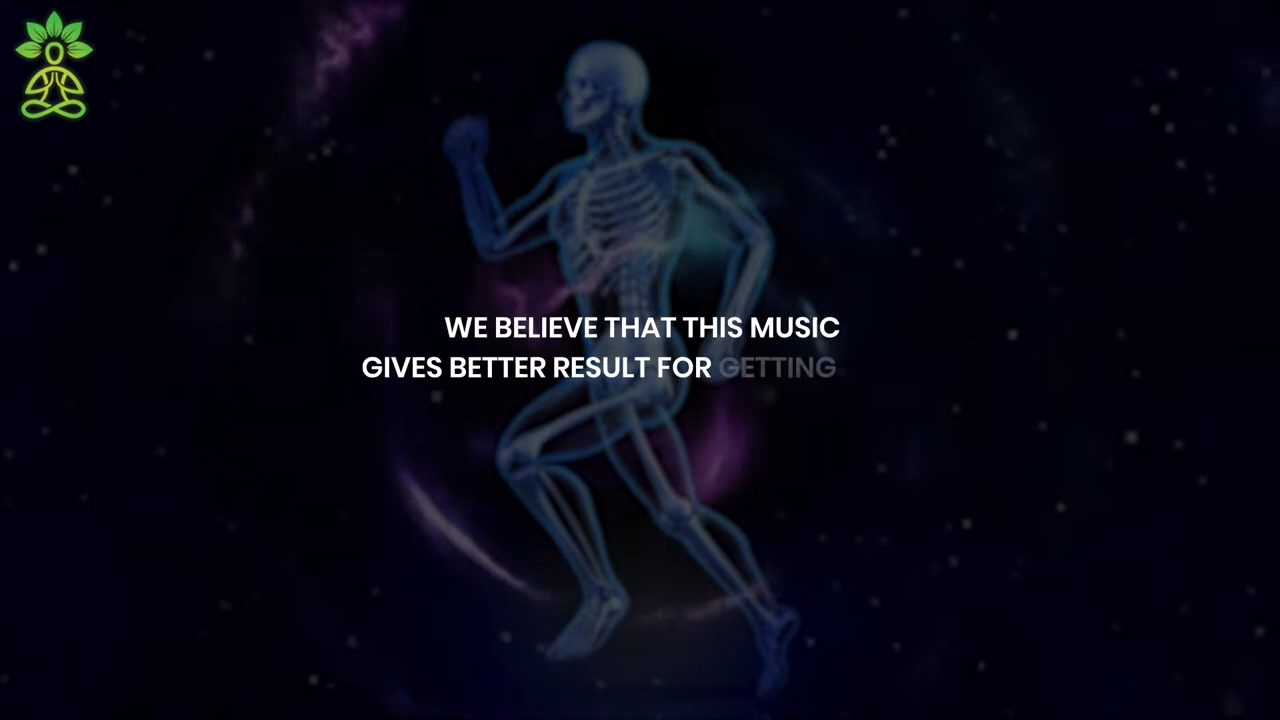 WE BELIEVE THAT THIS MUSIC
GIVES BETTER RESULT FOR GETTING